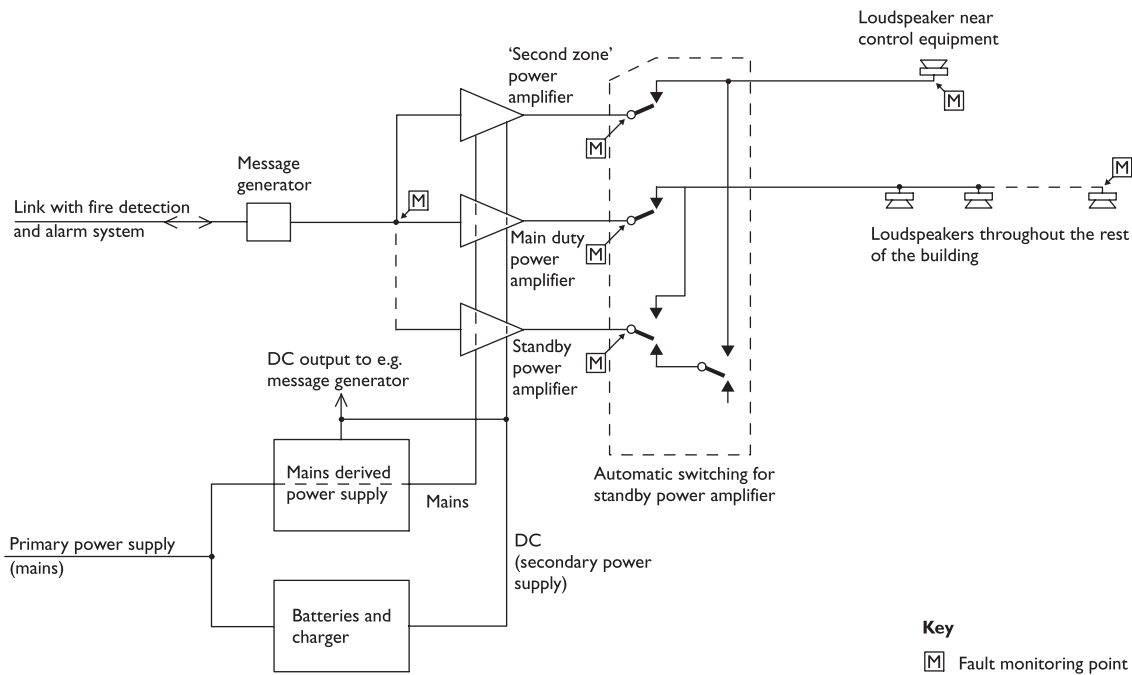 Loudspeaker near
control equipment
M
‘Second zone’
power
amplifier
M
Message
generator
M
M
Link with fire detection
and alarm system
Main duty
power
amplifier
M
Loudspeakers throughout the rest
of the building
Standby
power
amplifier
M
DC output to e.g.
message generator
Mains derived
power supply
Mains
Automatic switching for
standby power amplifier
Primary power supply
(mains)
DC
(secondary power
supply)
Batteries and
charger
Key
M Fault monitoring point